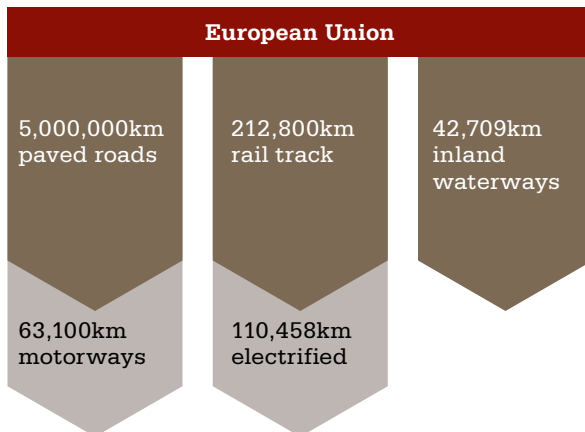 European Union
5,000,000km
paved roads
212,800km
rail track
42,709km
inland
waterways
63,100km
motorways
110,458km
electrified